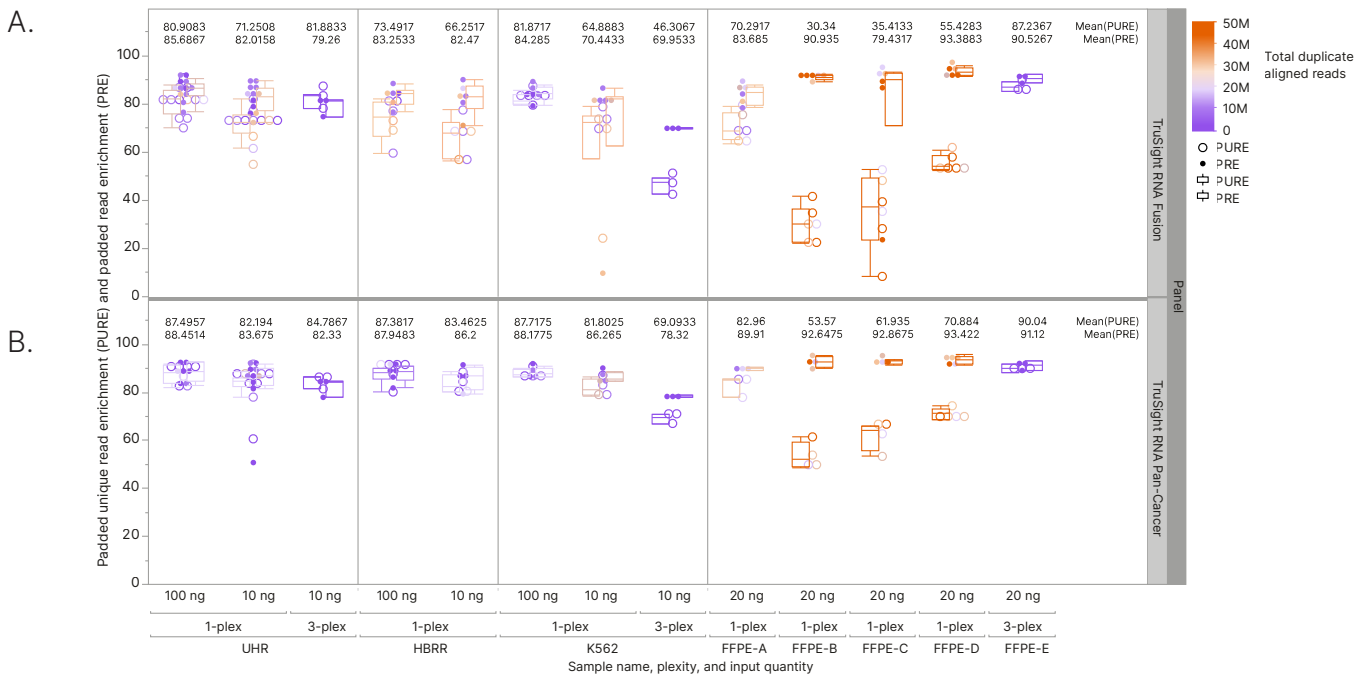 A.
80.9083 71.2508 81.8833 73.4917 66.2517 81.8717 64.8883 46.3067 70.2917 30.34 35.4133 55.4283 87.2367 Mean(PURE)
85.6867 82.0158 79.26 83.2533 82.47 84.285 70.4433 69.9533 83.685 90.935 79.4317 93.3883 90.5267 Mean(PRE)
100
80
60
40
20
0
TruSight RNA Fusion
B.
87.4957 82.194 84.7867 87.3817 83.4625 87.7175 81.8025 69.0933 82.96 53.57 61.935 70.884 90.04 Mean(PURE)
88.4514 83.675 82.33 87.9483 86.2 88.1775 86.265 78.32 89.91 92.6475 92.8675 93.422 91.12 Mean(PRE)
100
80
60
40
20
0
TruSight RNA Pan-Cancer
Panel
Padded unique read enrichment (PURE) and padded read enrichment (PRE)
100 ng 10 ng 10 ng 100 ng 10 ng 100 ng 10 ng 10 ng 20 ng 20 ng 20 ng 20 ng 20 ng
1-plex 3-plex 1-plex 1-plex 3-plex 1-plex 1-plex 1-plex 1-plex 3-plex
UHR HBRR K562 FFPE-A FFPE-B FFPE-C FFPE-D FFPE-E
Sample name, plexity, and input quantity
50M
40M
30M
20M
10M
0
Total duplicate
aligned reads
PURE
PRE
PURE
PRE